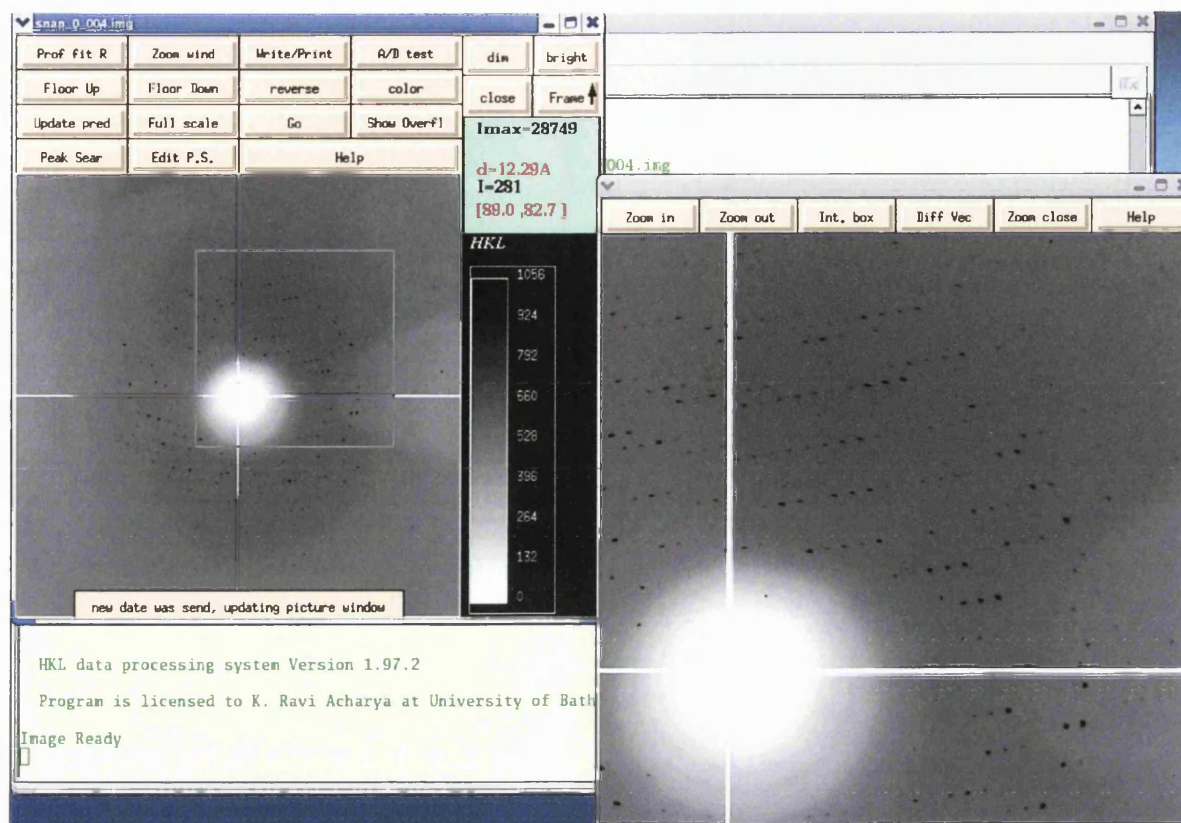 snap_0_004.img
Prof fit R Zoom wind Write/Print A/D test dim bright
Floor Up Floor Down reverse color close Frame
Update pred Full scale Go Show Overfl
Peak Sear Edit P.S. Help
Imax=28749
d=12.29A
I=281
[89.0 ,82.7 ]
HKL
1056
924
792
660
528
396
264
132
0
new date was send, updating picture window
HKL data processing system Version 1.97.2
Program is licensed to K. Ravi Acharya at University of Bath
Image Ready
004.img
Zoom in Zoom out Int. box Diff Vec Zoom close Help